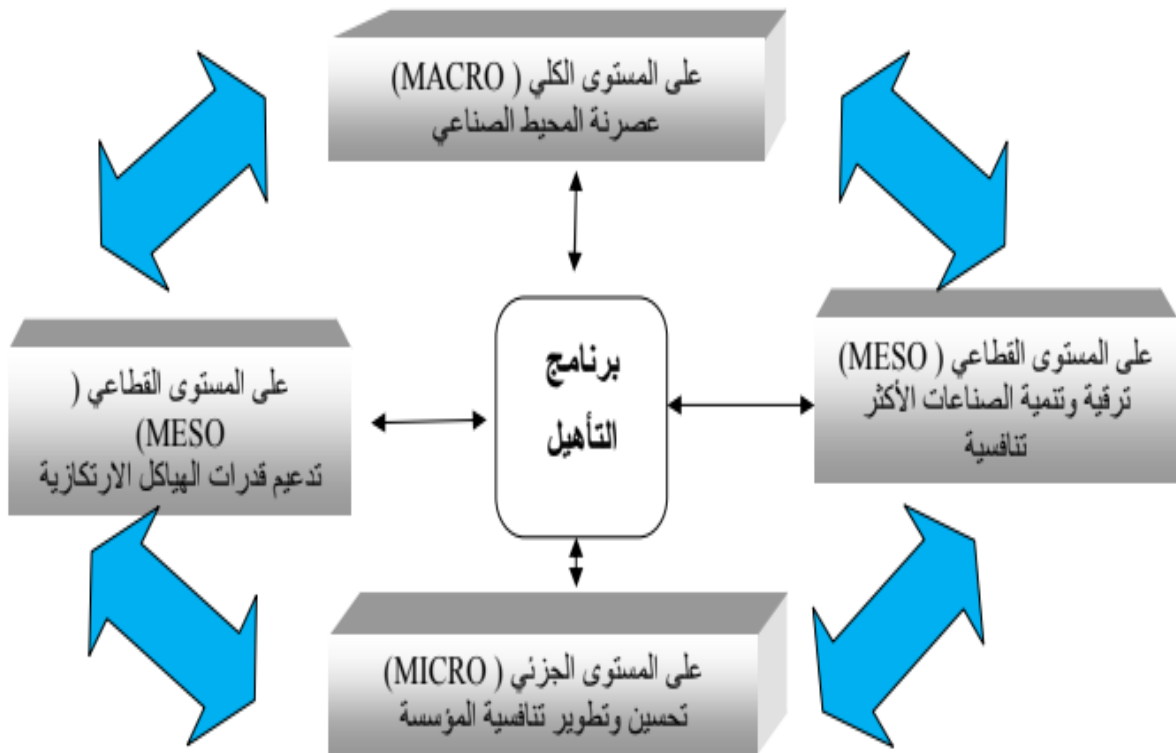 على المستوى الكلي ( MACRO)
عصرنة المحيط الصناعي
على المستوى القطاعي ( MESO)
ترقية وتنمية الصناعات الأكثر
تنافسية
برنامج
التأهيل
على المستوى القطاعي (
MESO)
تدعيم قدرات الهياكل الارتكازية
على المستوى الجزئي ( MICRO)
تحسين وتطوير تنافسية المؤسسة